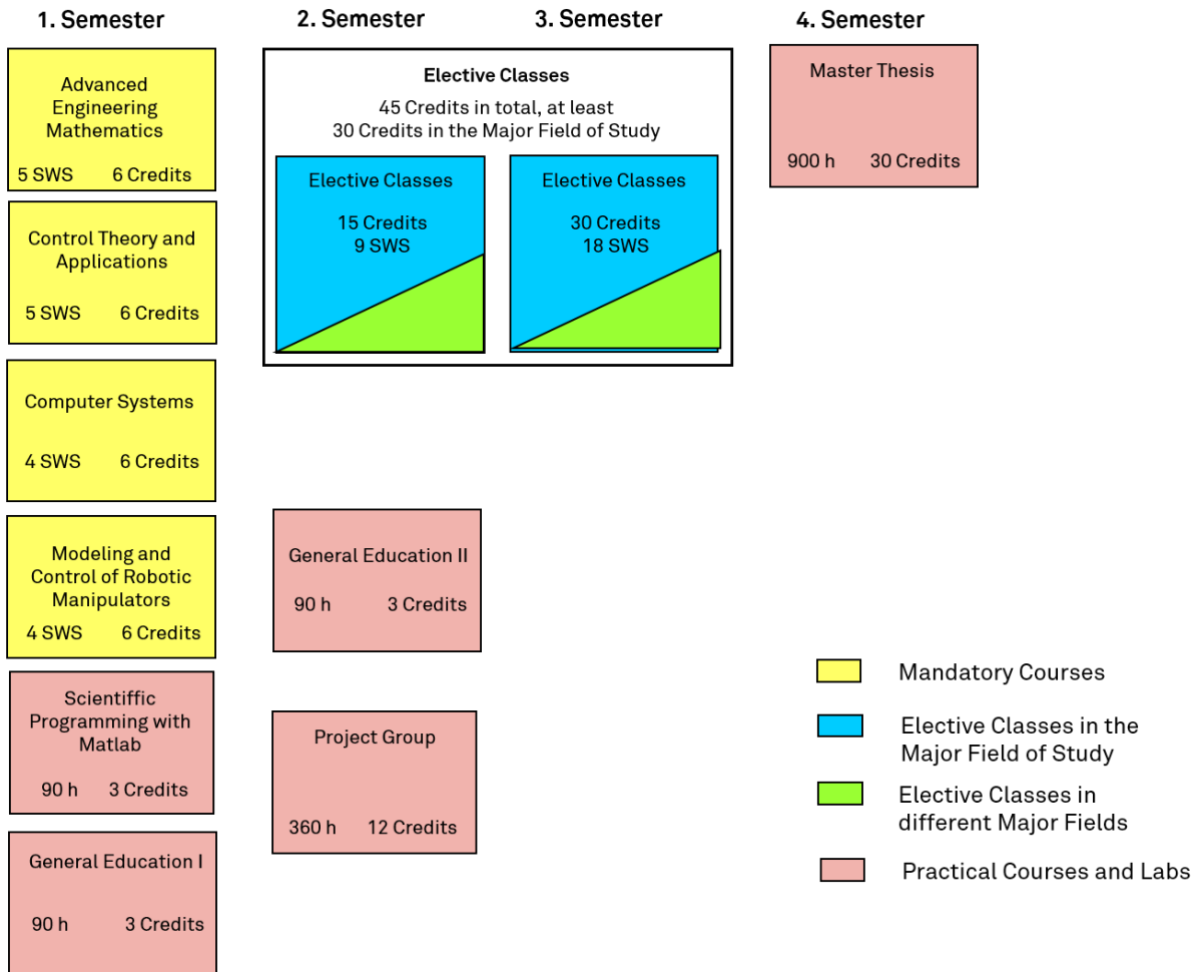 1. Semester
2. Semester
3. Semester
4. Semester
Advanced
Engineering
Mathematics
5 SWS 6 Credits
Control Theory and
Applications
5 SWS 6 Credits
Computer Systems
4 SWS 6 Credits
Modeling and
Control of Robotic
Manipulators
4 SWS 6 Credits
Scientiffic
Programming with
Matlab
90 h 3 Credits
General Education I
90 h 3 Credits
Elective Classes
45 Credits in total, at least
30 Credits in the Major Field of Study
Elective Classes
15 Credits
9 SWS
Elective Classes
30 Credits
18 SWS
General Education II
90 h 3 Credits
Project Group
360 h 12 Credits
Master Thesis
900 h 30 Credits
Mandatory Courses
Elective Classes in the
Major Field of Study
Elective Classes in
different Major Fields
Practical Courses and Labs